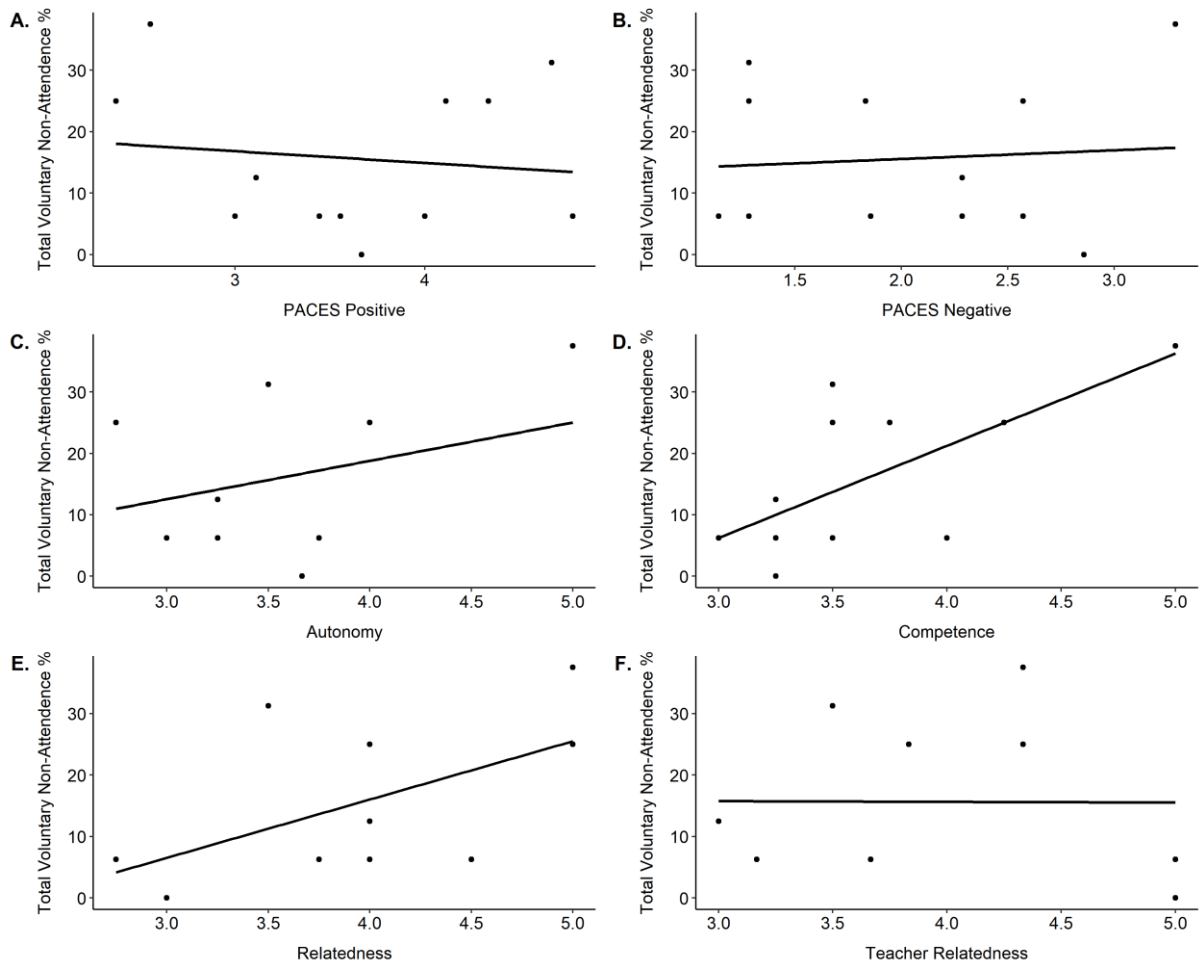 A.
Total Voluntary Non-Attendence %
30
20
10
0
3
4
PACES Positive
B.
Total Voluntary Non-Attendence %
30
20
10
0
1.5
2.0
2.5
3.0
PACES Negative
C.
Total Voluntary Non-Attendence %
30
20
10
0
3.0
3.5
4.0
4.5
5.0
Autonomy
D.
Total Voluntary Non-Attendence %
30
20
10
0
3.0
3.5
4.0
4.5
5.0
Competence
E.
Total Voluntary Non-Attendence %
30
20
10
0
3.0
3.5
4.0
4.5
5.0
Relatedness
F.
Total Voluntary Non-Attendence %
30
20
10
0
3.0
3.5
4.0
4.5
5.0
Teacher Relatedness